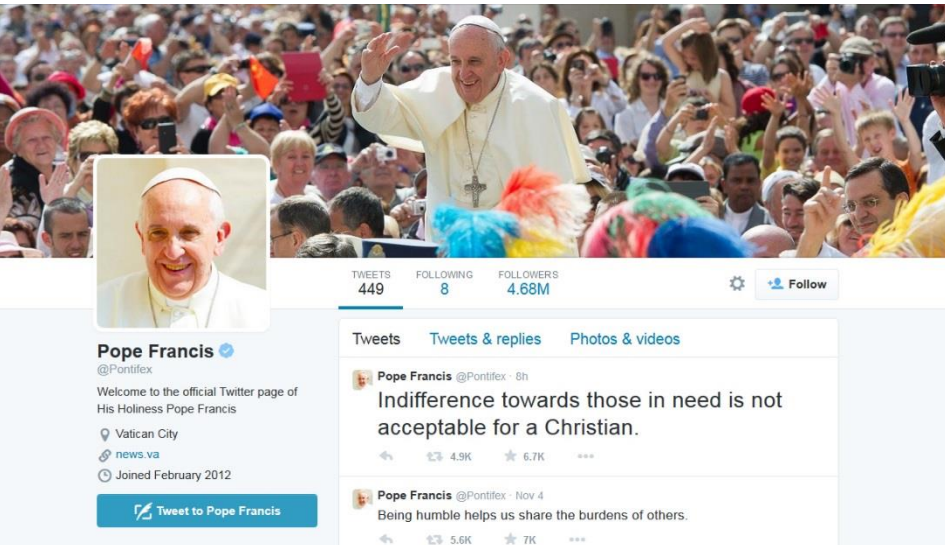 TWEETS FOLLOWING FOLLOWERS
449 8 4.68M
Follow
Pope Francis
@Pontifex
Welcome to the official Twitter page of
His Holiness Pope Francis
Vatican City
news.va
Joined February 2012
Tweet to Pope Francis
Tweets Tweets & replies Photos & videos
Pope Francis @Pontifex · 8h
Indifference towards those in need is not
acceptable for a Christian.
4.9K 6.7K
Pope Francis @Pontifex · Nov 4
Being humble helps us share the burdens of others.
5.6K 7K